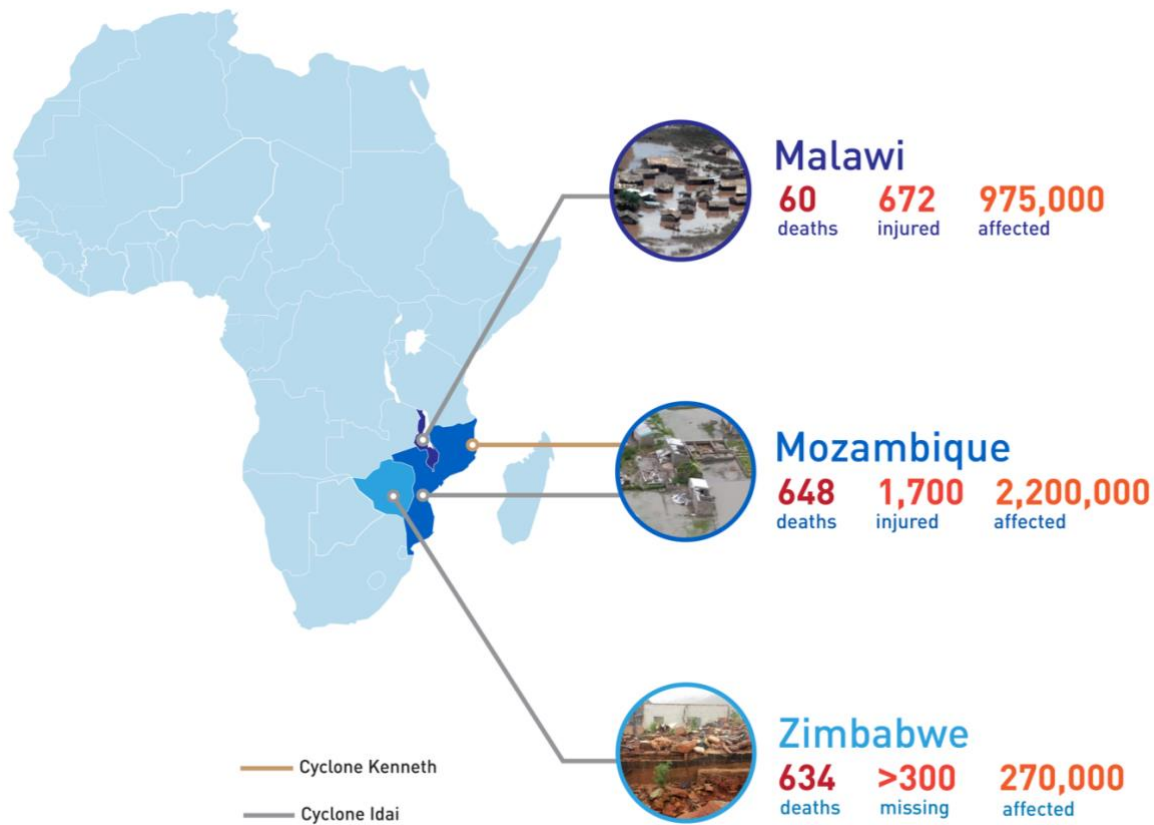 Malawi
60 672 975,000
deaths injured affected
Mozambique
648 1,700 2,200,000
deaths injured affected
Zimbabwe
634 >300 270,000
deaths missing affected
Cyclone Kenneth
Cyclone Idai